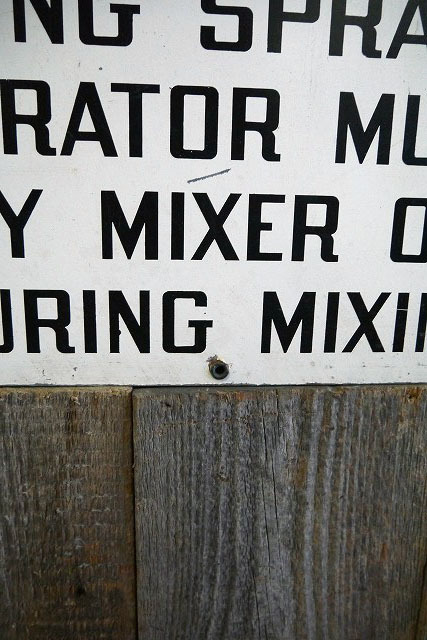 NG SPRA
RATOR MU
Y MIXER O
URING MIXI